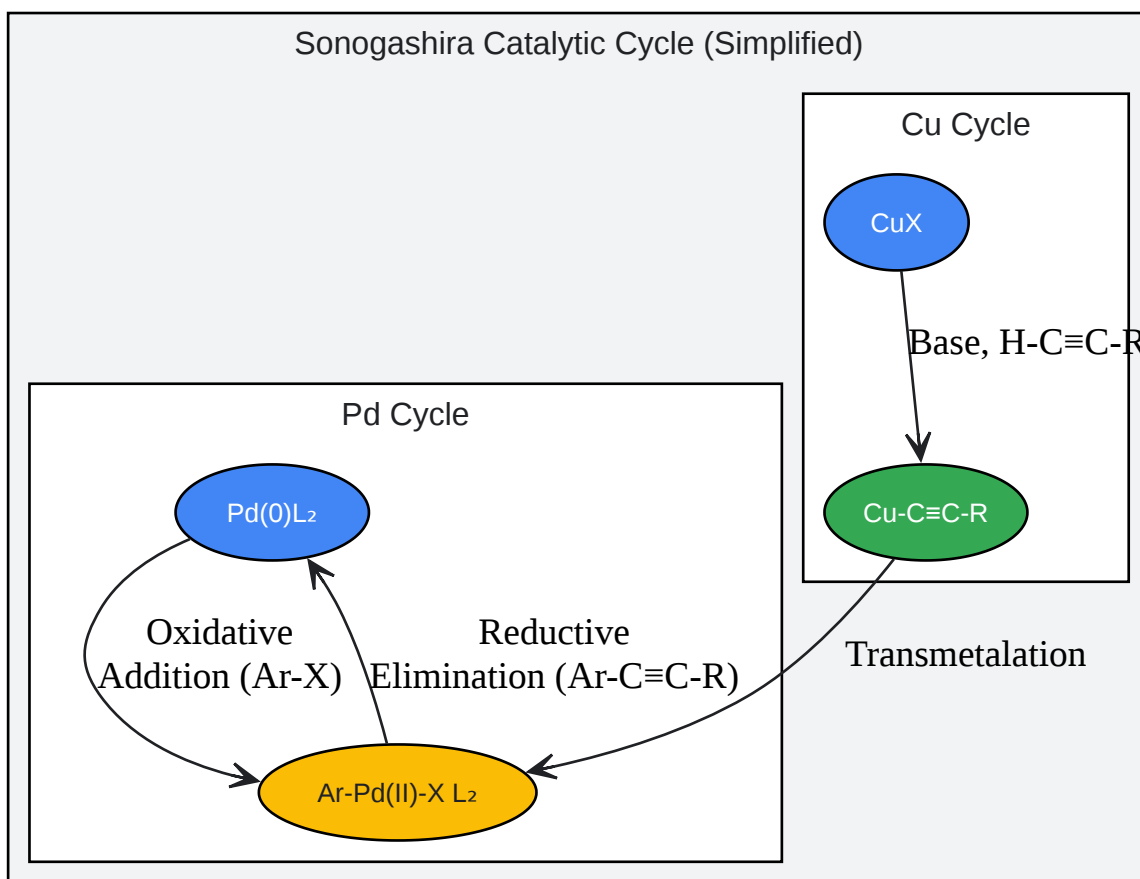 Sonogashira Catalytic Cycle (Simplified)
Cu Cycle
CuX
Base, H-C≡C-R
Pd Cycle
Pd(0)L₂
Cu-C≡C-R
Oxidative
Addition (Ar-X)
Reductive
Elimination (Ar-C≡C-R)
Transmetalation
Ar-Pd(II)-X L₂